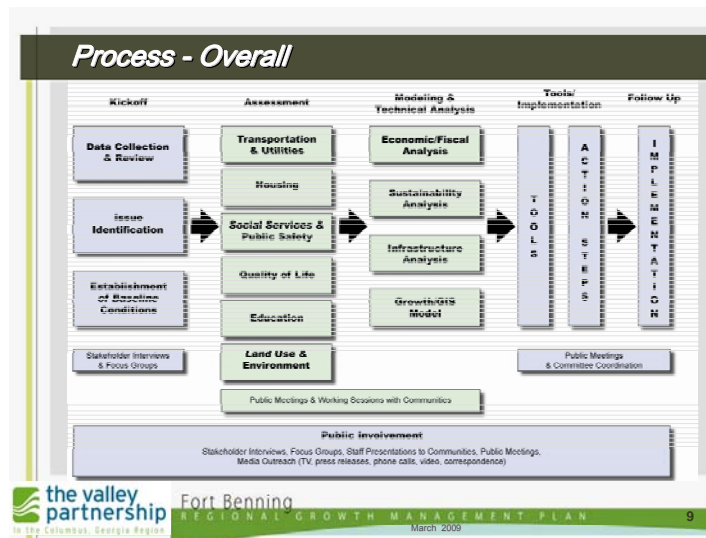 Process - Overall
Kickoff
Assessment
Modeling &
Technical Analysis
Tools/
Implementation
Follow Up
Data Collection
& Review
Issue
Identification
Establishment
of Baseline
Conditions
Stakeholder Interviews
& Focus Groups
Transportation
& Utilities
Housing
Social Services &
Public Safety
Quality of Life
Education
Land Use &
Environment
Economic/Fiscal
Analysis
Sustainability
Analysis
Infrastructure
Analysis
Growth/GIS
Model
Public Meetings & Working Sessions with Communities
TOOLS
ACTION STEPS
IMPLEMENTATION
Public Meetings
& Committee Coordination
Public Involvement
Stakeholder Interviews, Focus Groups, Staff Presentations to Communities, Public Meetings,
Media Outreach (TV, press releases, phone calls, video, correspondence)
the valley
partnership
In the Columbus, Georgia Region
Fort Benning
REGIONAL GROWTH MANAGEMENT PLAN
March 2009
9